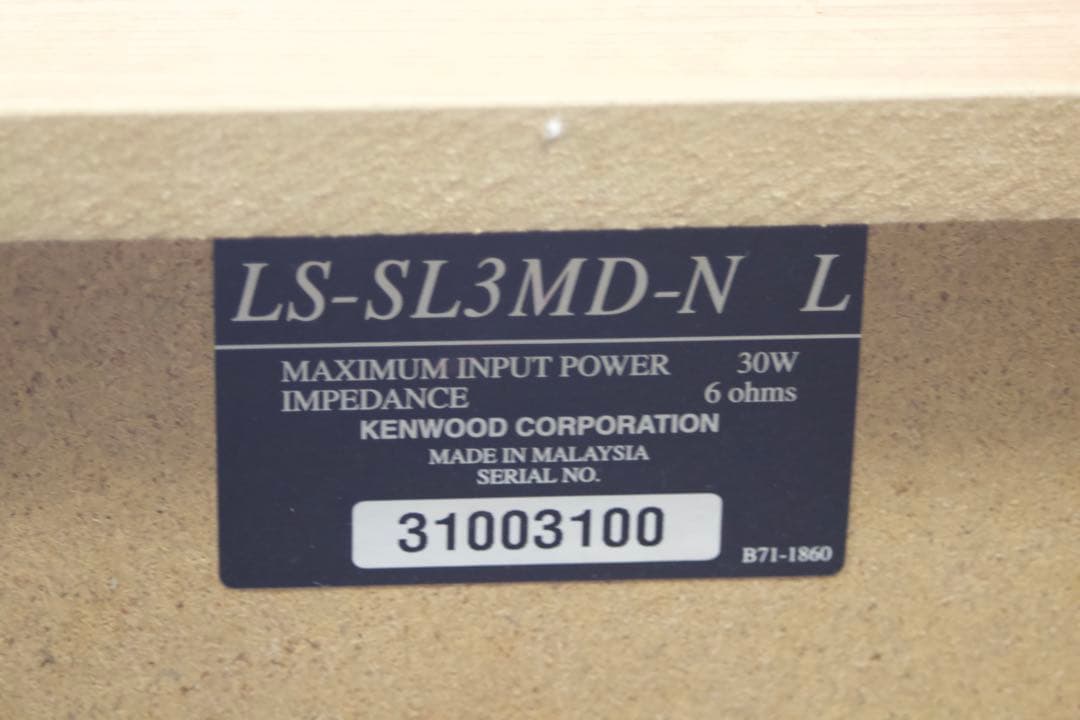 LS-SL3MD-N L
MAXIMUM INPUT POWER 30W
IMPEDANCE 6 ohms
KENWOOD CORPORATION
MADE IN MALAYSIA
SERIAL NO.
31003100
B71-1860